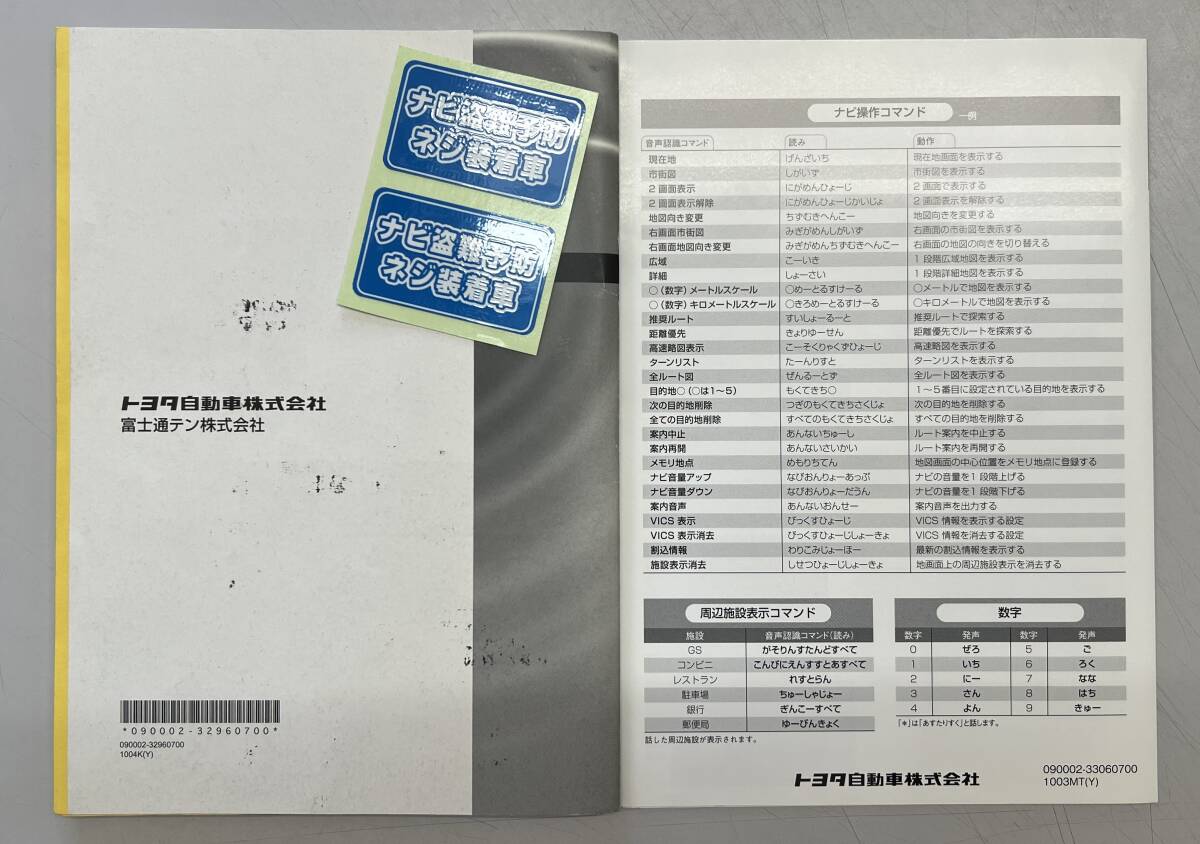 ナビ盗難予防
ネジ装着車
ナビ盗難予防
ネジ装着車
トヨタ自動車株式会社
富士通テン株式会社
*090002-32960700*
090002-32960700
1004K(Y)
ナビ操作コマンド 一例
音声認識コマンド 読み 動作
現在地 げんざいち 現在地画面を表示する
市街図 しがいず 市街図を表示する
2 画面表示 にがめんひょーじ 2 画面で表示する
2 画面表示解除 にがめんひょーじかいじょ 2 画面表示を解除する
地図向き変更 ちずむきへんこー 地図向きを変更する
右画面市街図 みぎがめんしがいず 右画面の市街図を表示する
右画面地図向き変更 みぎがめんちずむきへんこー 右画面の地図の向きを切り替える
広域 こーいき 1 段階広域地図を表示する
詳細 しょーさい 1 段階詳細地図を表示する
○（数字）メートルスケール ○めーとるすけーる ○メートルで地図を表示する
○（数字）キロメートルスケール ○きろめーとるすけーる ○キロメートルで地図を表示する
推奨ルート すいしょーるーと 推奨ルートで探索する
距離優先 きょりゆーせん 距離優先でルートを探索する
高速略図表示 こーそくりゃくずひょーじ 高速略図を表示する
ターンリスト たーんりすと ターンリストを表示する
全ルート図 ぜんるーとず 全ルート図を表示する
目的地○（○は1～5） もくてきち○ 1～5番目に設定されている目的地を表示する
次の目的地削除 つぎのもくてきちさくじょ 次の目的地を削除する
全ての目的地削除 すべてのもくてきちさくじょ すべての目的地を削除する
案内中止 あんないちゅーし ルート案内を中止する
案内再開 あんないさいかい ルート案内を再開する
メモリ地点 めもりちてん 地図画面の中心位置をメモリ地点に登録する
ナビ音量アップ なびおんりょーあっぷ ナビの音量を1 段階上げる
ナビ音量ダウン なびおんりょーだうん ナビの音量を1 段階下げる
案内音声 あんないおんせー 案内音声を出力する
VICS 表示 びっくすひょーじ VICS 情報を表示する設定
VICS 表示消去 びっくすひょーじしょーきょ VICS 情報を消去する設定
割込情報 わりこみじょーほー 最新の割込情報を表示する
施設表示消去 しせつひょーじしょーきょ 地図上の周辺施設表示を消去する
周辺施設表示コマンド
施設 音声認識コマンド（読み）
GS がそりんすたんどすべて
コンビニ こんびにえんすすとあすべて
レストラン れすとらん
駐車場 ちゅーしゃじょー
銀行 ぎんこーすべて
郵便局 ゆーびんきょく
話した周辺施設が表示されます。
数字
数字 発声 数字 発声
0 ぜろ 5 ご
1 いち 6 ろく
2 にー 7 なな
3 さん 8 はち
4 よん 9 きゅー
「*」は「あすたりすく」と話します。
トヨタ自動車株式会社
090002-33060700
1003MT(Y)